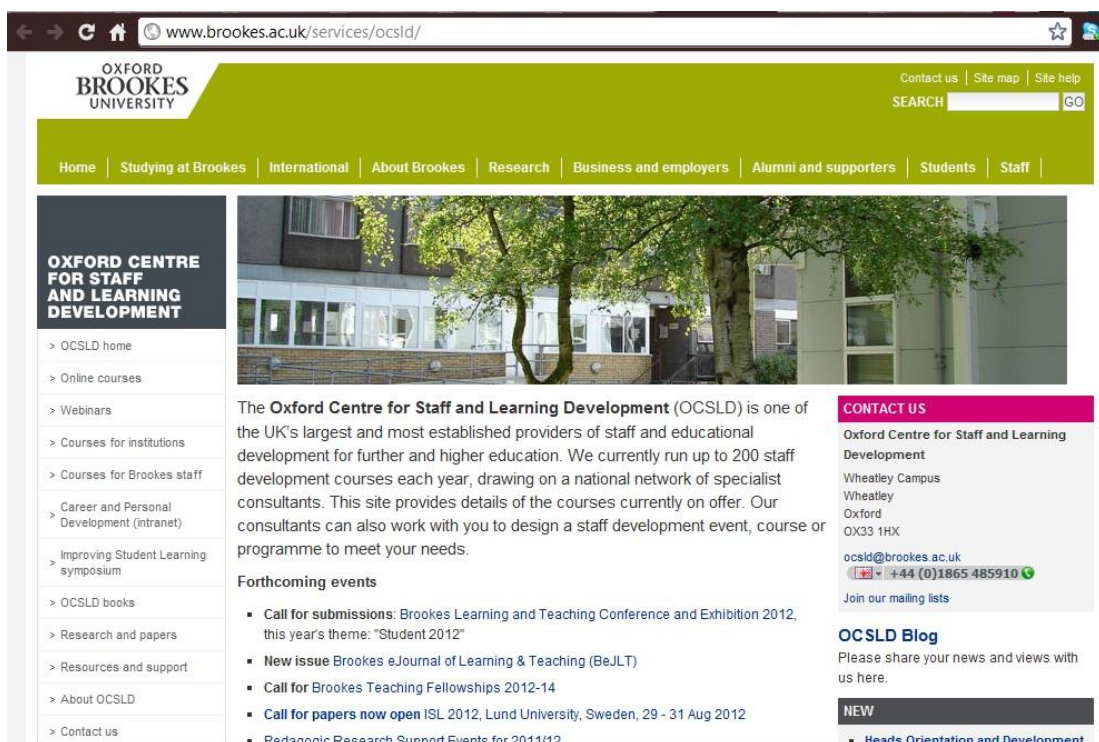 www.brookes.ac.uk/services/ocsld/
OXFORD
BROOKES
UNIVERSITY
Contact us | Site map | Site help
SEARCH GO
Home | Studying at Brookes | International | About Brookes | Research | Business and employers | Alumni and supporters | Students | Staff |
OXFORD CENTRE
FOR STAFF
AND LEARNING
DEVELOPMENT
> OCSLD home
> Online courses
> Webinars
> Courses for institutions
> Courses for Brookes staff
> Career and Personal
Development (intranet)
> Improving Student Learning
symposium
> OCSLD books
> Research and papers
> Resources and support
> About OCSLD
> Contact us
The Oxford Centre for Staff and Learning Development (OCSLD) is one of
the UK's largest and most established providers of staff and educational
development for further and higher education. We currently run up to 200 staff
development courses each year, drawing on a national network of specialist
consultants. This site provides details of the courses currently on offer. Our
consultants can also work with you to design a staff development event, course or
programme to meet your needs.
Forthcoming events
▪ Call for submissions: Brookes Learning and Teaching Conference and Exhibition 2012,
this year's theme: "Student 2012"
▪ New issue Brookes eJournal of Learning & Teaching (BeJLT)
▪ Call for Brookes Teaching Fellowships 2012-14
▪ Call for papers now open ISL 2012, Lund University, Sweden, 29 - 31 Aug 2012
▪ Pedagogic Research Support Events for 2011/12
CONTACT US
Oxford Centre for Staff and Learning
Development
Wheatley Campus
Wheatley
Oxford
OX33 1HX
ocsld@brookes.ac.uk
+44 (0)1865 485910
Join our mailing lists
OCSLD Blog
Please share your news and views with
us here.
NEW
▪ Heads Orientation and Development